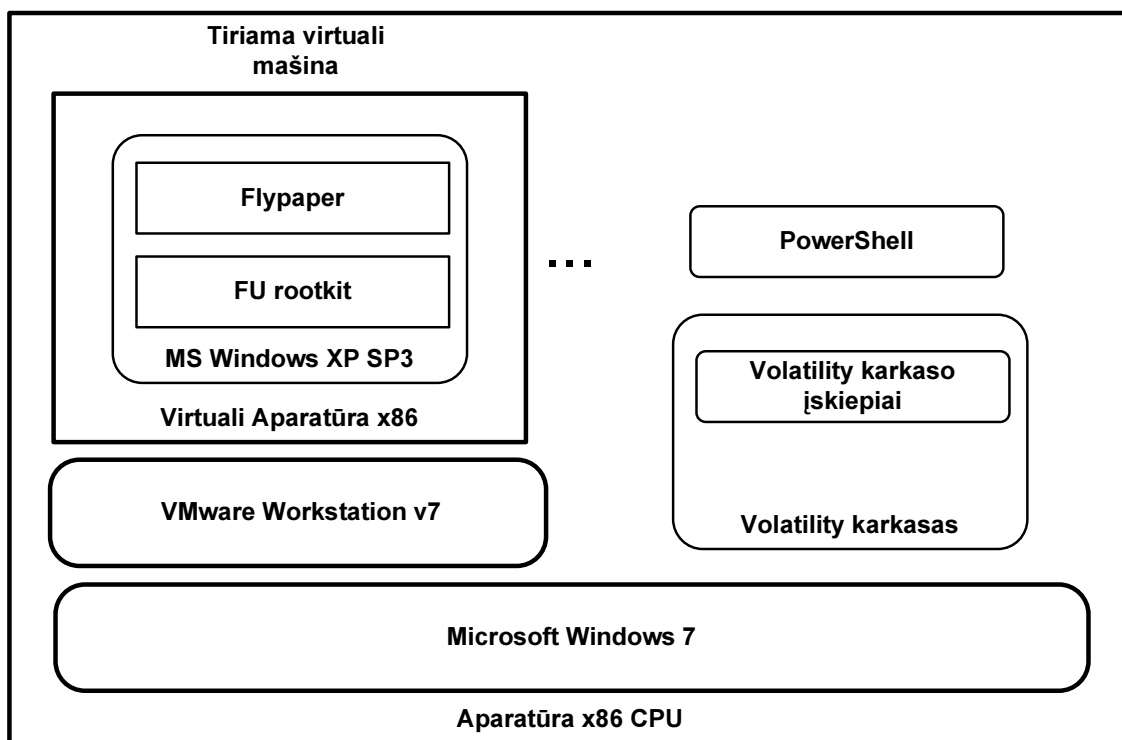 Tiriama virtuali
mašina
Flypaper
FU rootkit
MS Windows XP SP3
Virtuali Aparatūra x86
...
PowerShell
Volatility karkaso
įskiepiai
Volatility karkasas
VMware Workstation v7
Microsoft Windows 7
Aparatūra x86 CPU